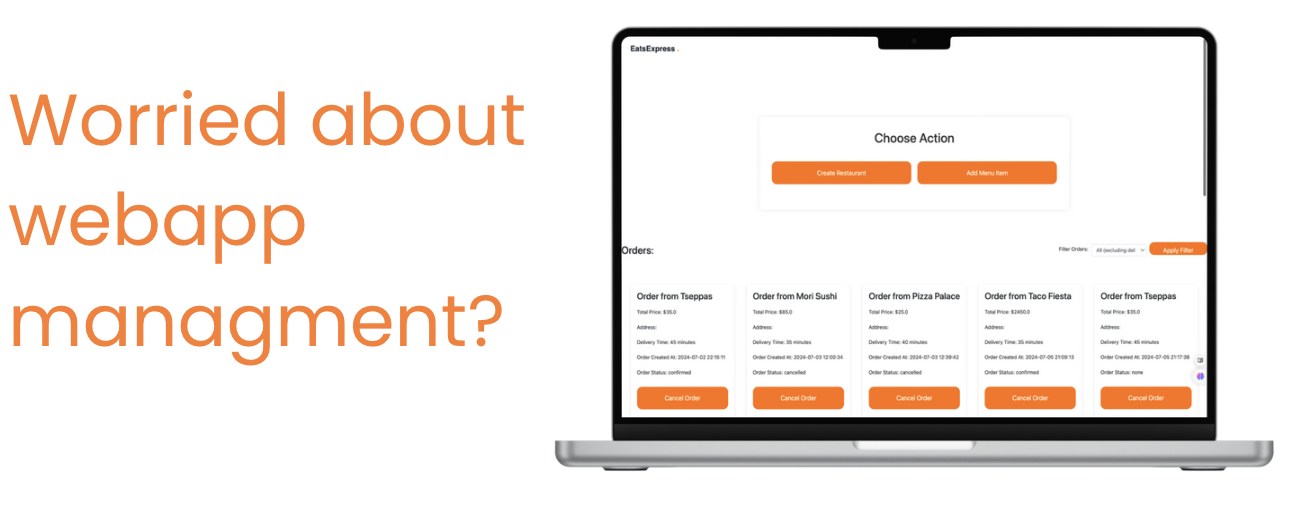 Worried about
webapp
managment?
EatsExpress.
Choose Action
Create Restaurant
Add Menu Item
Orders:
Filter Orders:
All (excluding del
Apply Filter
Order from Tseppas
Total Price: $35.0
Address:
Delivery Time: 45 minutes
Order Created At: 2024-07-02 22:15:11
Order Status: confirmed
Cancel Order
Order from Mori Sushi
Total Price: $85.0
Address:
Delivery Time: 35 minutes
Order Created At: 2024-07-03 12:00:34
Order Status: cancelled
Cancel Order
Order from Pizza Palace
Total Price: $25.0
Address:
Delivery Time: 40 minutes
Order Created At: 2024-07-03 12:39:42
Order Status: cancelled
Cancel Order
Order from Taco Fiesta
Total Price: $2450.0
Address:
Delivery Time: 35 minutes
Order Created At: 2024-07-05 21:09:13
Order Status: confirmed
Cancel Order
Order from Tseppas
Total Price: $35.0
Address:
Delivery Time: 45 minutes
Order Created At: 2024-07-05 21:17:38
Order Status: none
Cancel Order